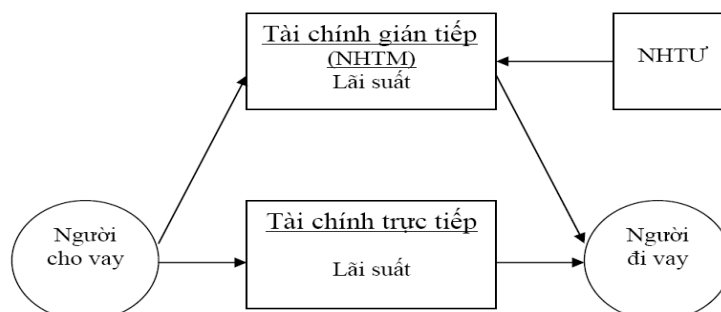 Tài chính gián tiếp
(NHTM)
Lãi suất
NHTƯ
Người
cho vay
Tài chính trực tiếp
Lãi suất
Người
đi vay